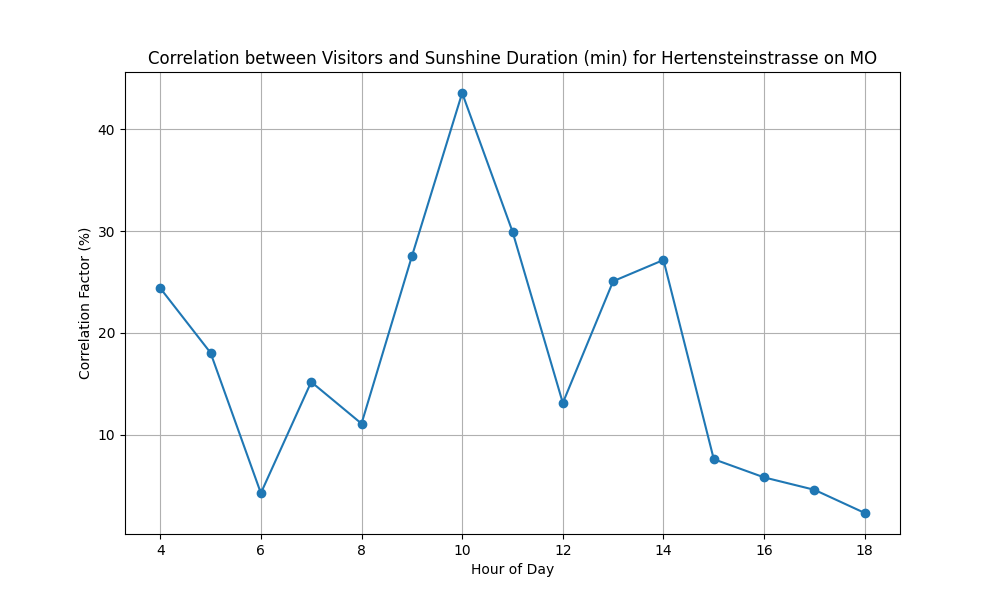 Correlation between Visitors and Sunshine Duration (min) for Hertensteinstrasse on MO
Correlation Factor (%)
40
30
20
10
4 6 8 10 12 14 16 18
Hour of Day